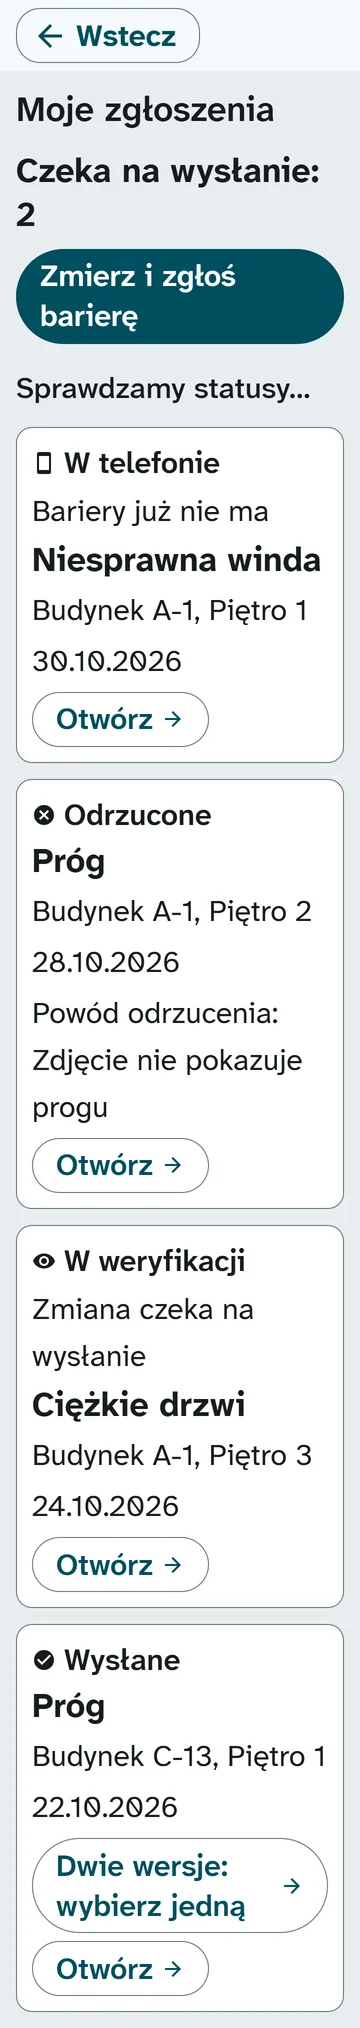 Wstecz
Moje zgłoszenia
Czeka na wysłanie:
2
Zmierz i zgłoś
barierę
Sprawdzamy statusy...
W telefonie
Bariery już nie ma
Niesprawna winda
Budynek A-1, Piętro 1
30.10.2026
Otwórz
Odrzucone
Próg
Budynek A-1, Piętro 2
28.10.2026
Powód odrzucenia:
Zdjęcie nie pokazuje
progu
Otwórz
W weryfikacji
Zmiana czeka na
wysłanie
Ciężkie drzwi
Budynek A-1, Piętro 3
24.10.2026
Otwórz
Wysłane
Próg
Budynek C-13, Piętro 1
22.10.2026
Dwie wersje:
wybierz jedną
Otwórz